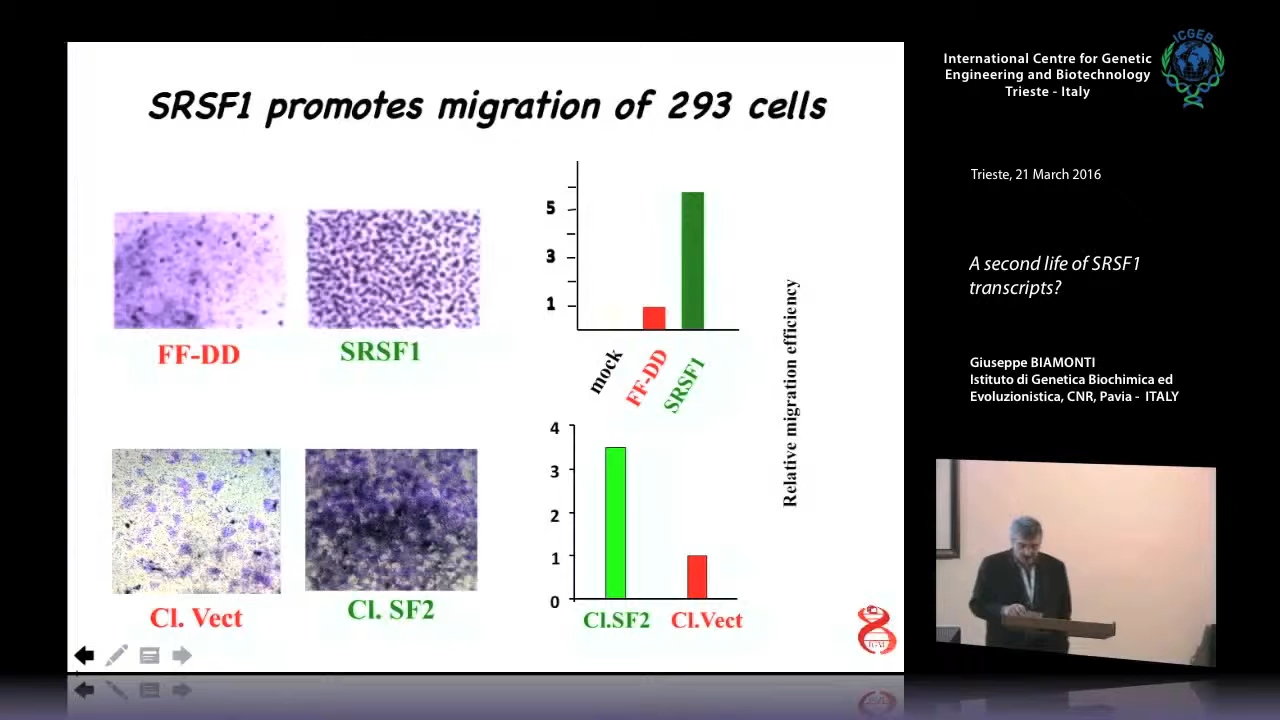 SRSF1 promotes migration of 293 cells
FF-DD
SRSF1
5
3
1
mock
FF-DD
SRSF1
Relative migration efficiency
Cl. Vect
Cl. SF2
4
3
2
1
0
Cl.SF2
Cl.Vect
ICGEB
International Centre for Genetic
Engineering and Biotechnology
Trieste - Italy
Trieste, 21 March 2016
A second life of SRSF1
transcripts?
Giuseppe BIAMONTI
Istituto di Genetica Biochimica ed
Evoluzionistica, CNR, Pavia - ITALY